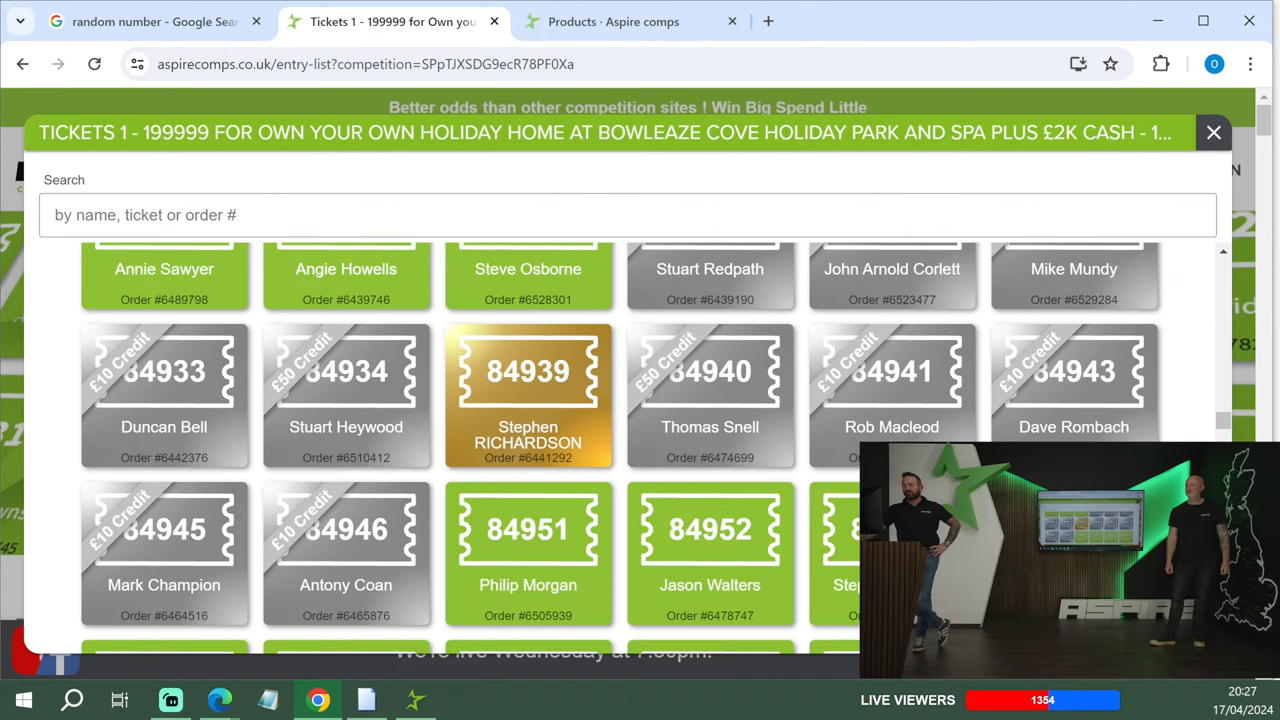 random number - Google Sear
Tickets 1 - 199999 for Own you
Products · Aspire comps
aspirecomps.co.uk/entry-list?competition=SPpTJXSDG9ecR78PF0Xa
0
Better odds than other competition sites ! Win Big Spend Little
TICKETS 1 - 199999 FOR OWN YOUR OWN HOLIDAY HOME AT BOWLEAZE COVE HOLIDAY PARK AND SPA PLUS £2K CASH - 1...
Search
by name, ticket or order #
Annie Sawyer Angie Howells Steve Osborne Stuart Redpath John Arnold Corlett Mike Mundy
Order #6489798 Order #6439746 Order #6528301 Order #6439190 Order #6523477 Order #6529284
£10 Credit £50 Credit £50 Credit £10 Credit £10 Credit
84933 84934 84939 84940 84941 84943
Duncan Bell Stuart Heywood Stephen RICHARDSON Thomas Snell Rob Macleod Dave Rombach
Order #6442376 Order #6510412 Order #6441292 Order #6474699
£10 Credit £10 Credit
84945 84946 84951 84952
Mark Champion Antony Coan Philip Morgan Jason Walters Step
Order #6464516 Order #6465876 Order #6505939 Order #6478747
ASPIRE
We're live Wednesday at 7:30pm!
LIVE VIEWERS 1354
20:27
17/04/2024